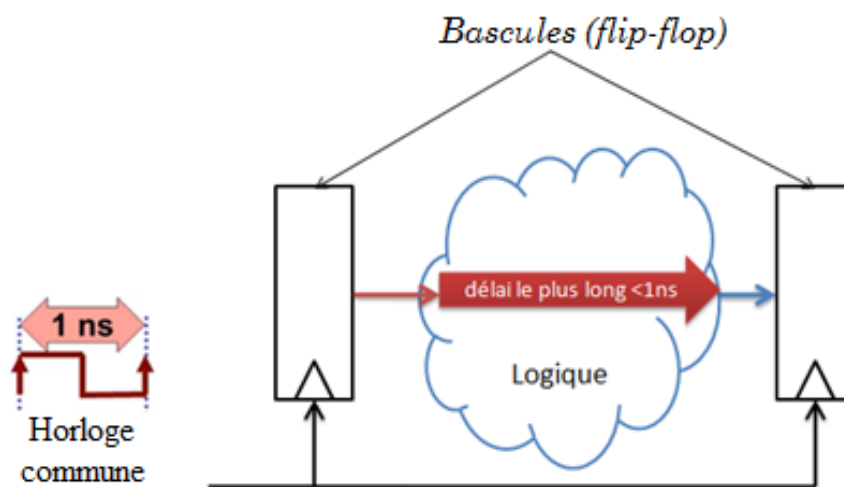 Bascules (flip-flop)
délai le plus long <1ns
1 ns
Logique
Horloge
commune